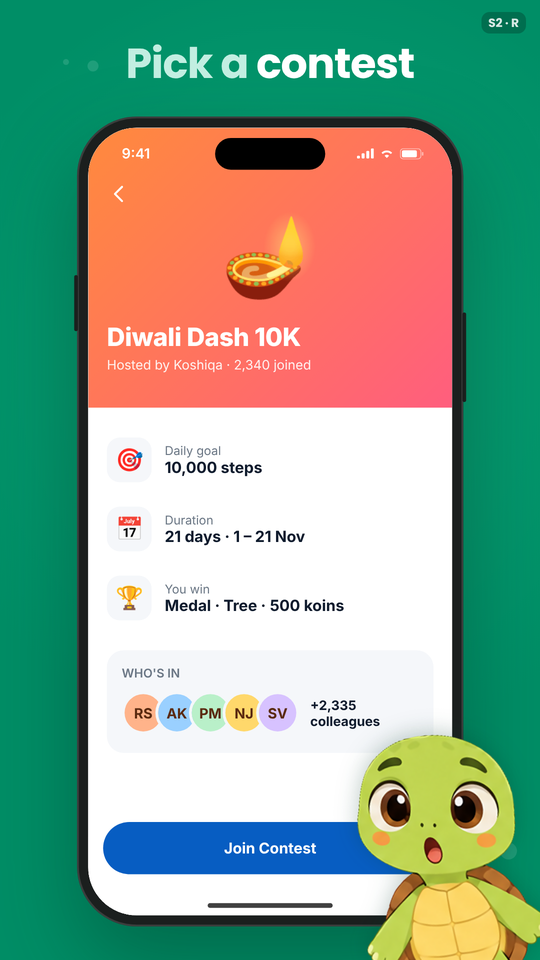 S2 · R
Pick a contest
9:41
Diwali Dash 10K
Hosted by Koshiqa · 2,340 joined
Daily goal
10,000 steps
July
17
Duration
21 days · 1 – 21 Nov
You win
Medal · Tree · 500 koins
WHO'S IN
RS AK PM NJ SV
+2,335
colleagues
Join Contest